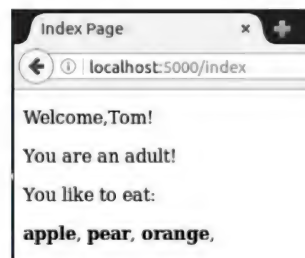 Index Page
localhost:5000/index
Welcome,Tom!
You are an adult!
You like to eat:
apple, pear, orange,